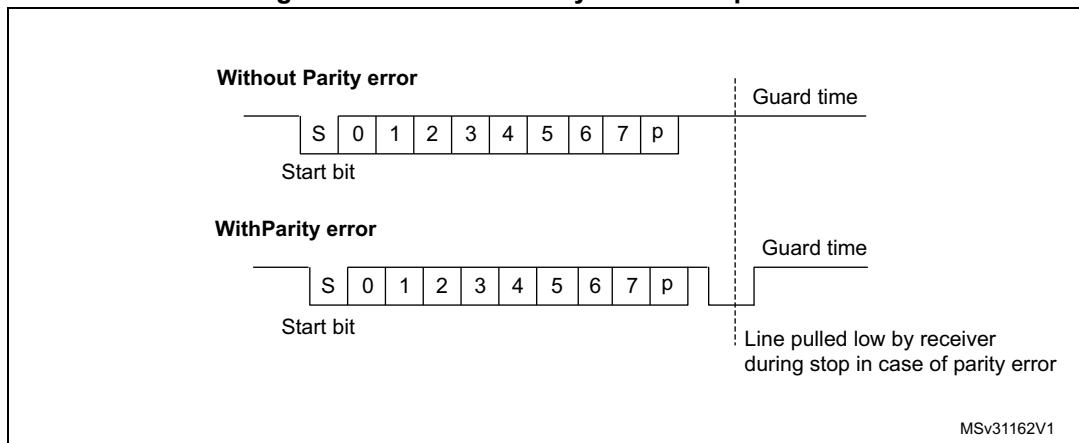 Without Parity error
Guard time
S 0 1 2 3 4 5 6 7 p
Start bit
WithParity error
Guard time
S 0 1 2 3 4 5 6 7 p
Start bit
Line pulled low by receiver
during stop in case of parity error
MSv31162V1